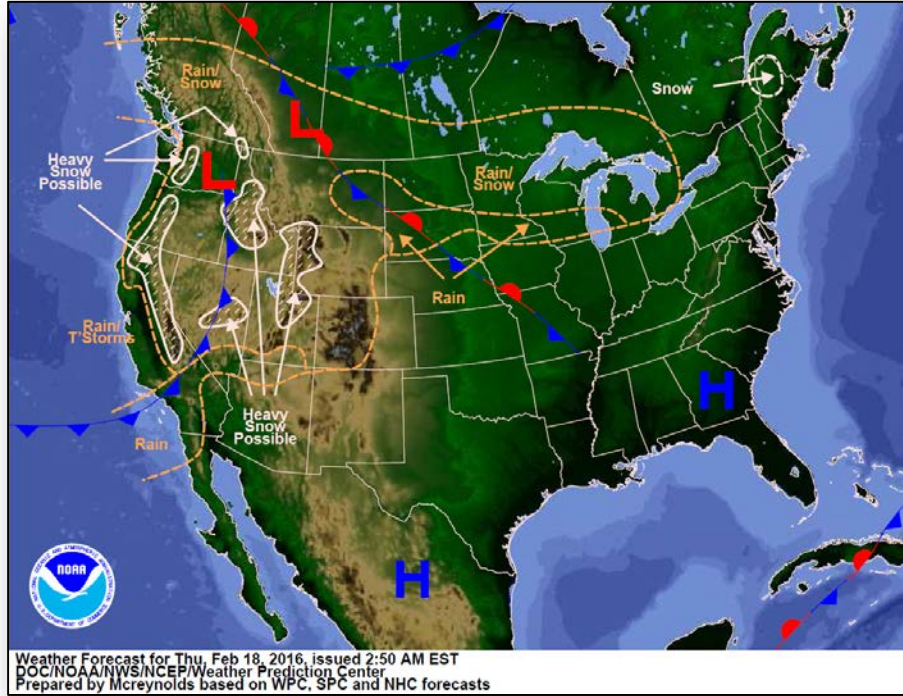 Rain/
Snow
Snow
Heavy
Snow
Possible
L
L
Rain/
Snow
Rain
Rain/
T'Storms
Heavy
Snow
Possible
Rain
H
H
NOAA
Weather Forecast for Thu, Feb 18, 2016, issued 2:50 AM EST
DOC/NOAA/NWS/NCEP/Weather Prediction Center
Prepared by Mcreynolds based on WPC, SPC and NHC forecasts